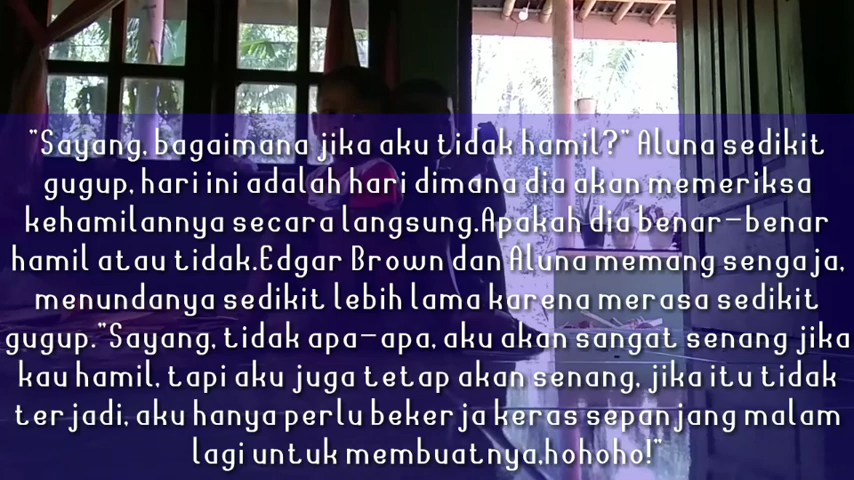 "Sayang, bagaimana jika aku tidak hamil?" Aluna sedikit
gugup, hari ini adalah hari dimana dia akan memeriksa
kehamilannya secara langsung.Apakah dia benar-benar
hamil atau tidak.Edgar Brown dan Aluna memang sengaja,
menundanya sedikit lebih lama karena merasa sedikit
gugup."Sayang, tidak apa-apa, aku akan sangat senang jika
kau hamil, tapi aku juga tetap akan senang, jika itu tidak
terjadi, aku hanya perlu bekerja keras sepanjang malam
lagi untuk membuatnya,hohoho!"